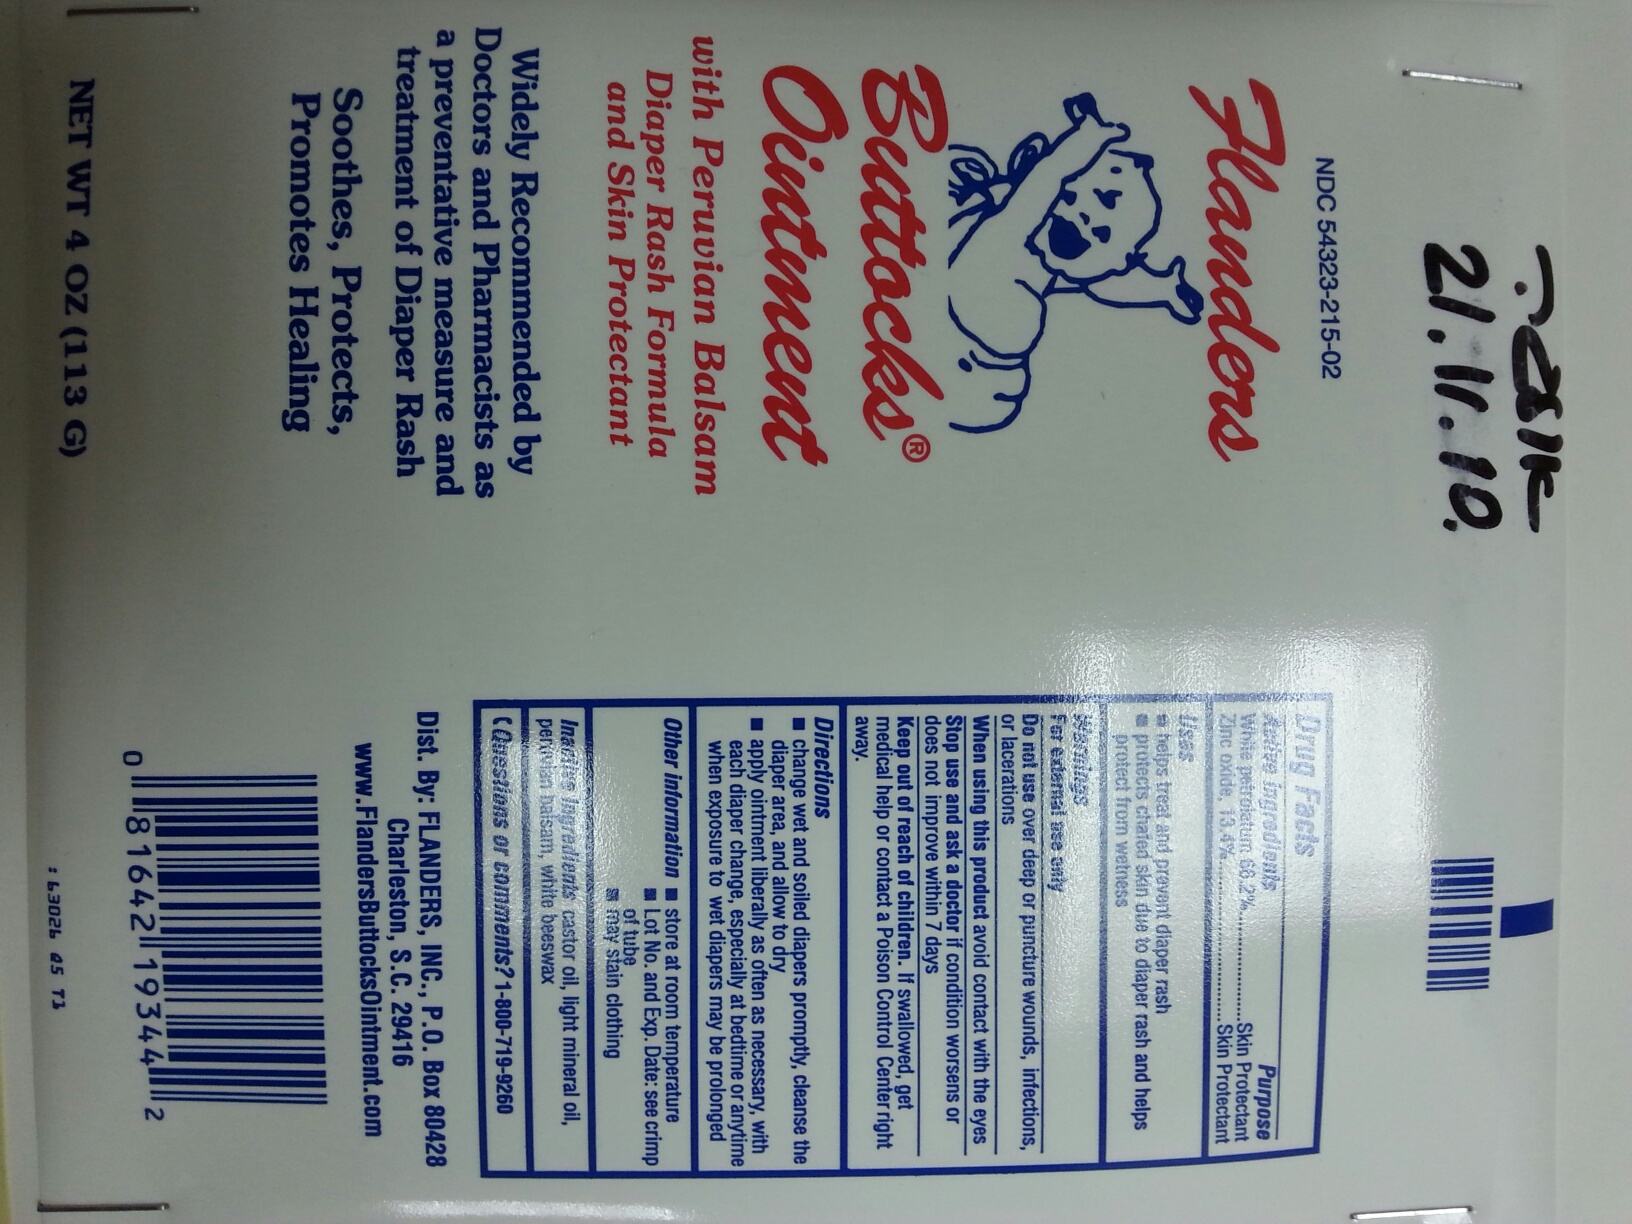 21.11.10.
NDC 54323-215-02
Flanders
Buttocks®
Ointment
with Peruvian Balsam
Diaper Rash Formula
and Skin Protectant
Widely Recommended by
Doctors and Pharmacists as
a preventative measure and
treatment of Diaper Rash
Soothes, Protects,
Promotes Healing
NET WT 4 OZ (113 G)
Drug Facts
Active ingredients Purpose
White petrolatum Skin Protectant
Zinc oxide, Skin Protectant
Uses
■ helps treat and prevent diaper rash
■ protects chafed skin due to diaper rash and helps
protect from wetness
Warnings
For external use only
Do not use over deep or puncture wounds, infections,
or lacerations
When using this product avoid contact with the eyes
Stop use and ask a doctor if condition worsens or
does not improve within 7 days
Keep out of reach of children. If swallowed, get
medical help or contact a Poison Control Center right
away.
Directions
■ change wet and soiled diapers promptly, cleanse the
diaper area, and allow to dry
■ apply ointment liberally as often as necessary, with
each diaper change, especially at bedtime or anytime
when exposure to wet diapers may be prolonged
Other information ■ store at room temperature
■ Lot No. and Exp. Date: see crimp
of tube
■ may stain clothing
Inactive ingredients castor oil, light mineral oil,
peruvian balsam, white beeswax
Questions or comments? 1-800-719-9260
Dist. By: FLANDERS, INC., P.O. Box 80428
Charleston, S.C. 29416
www.FlandersButtocksOintment.com
0 81642 19344 2